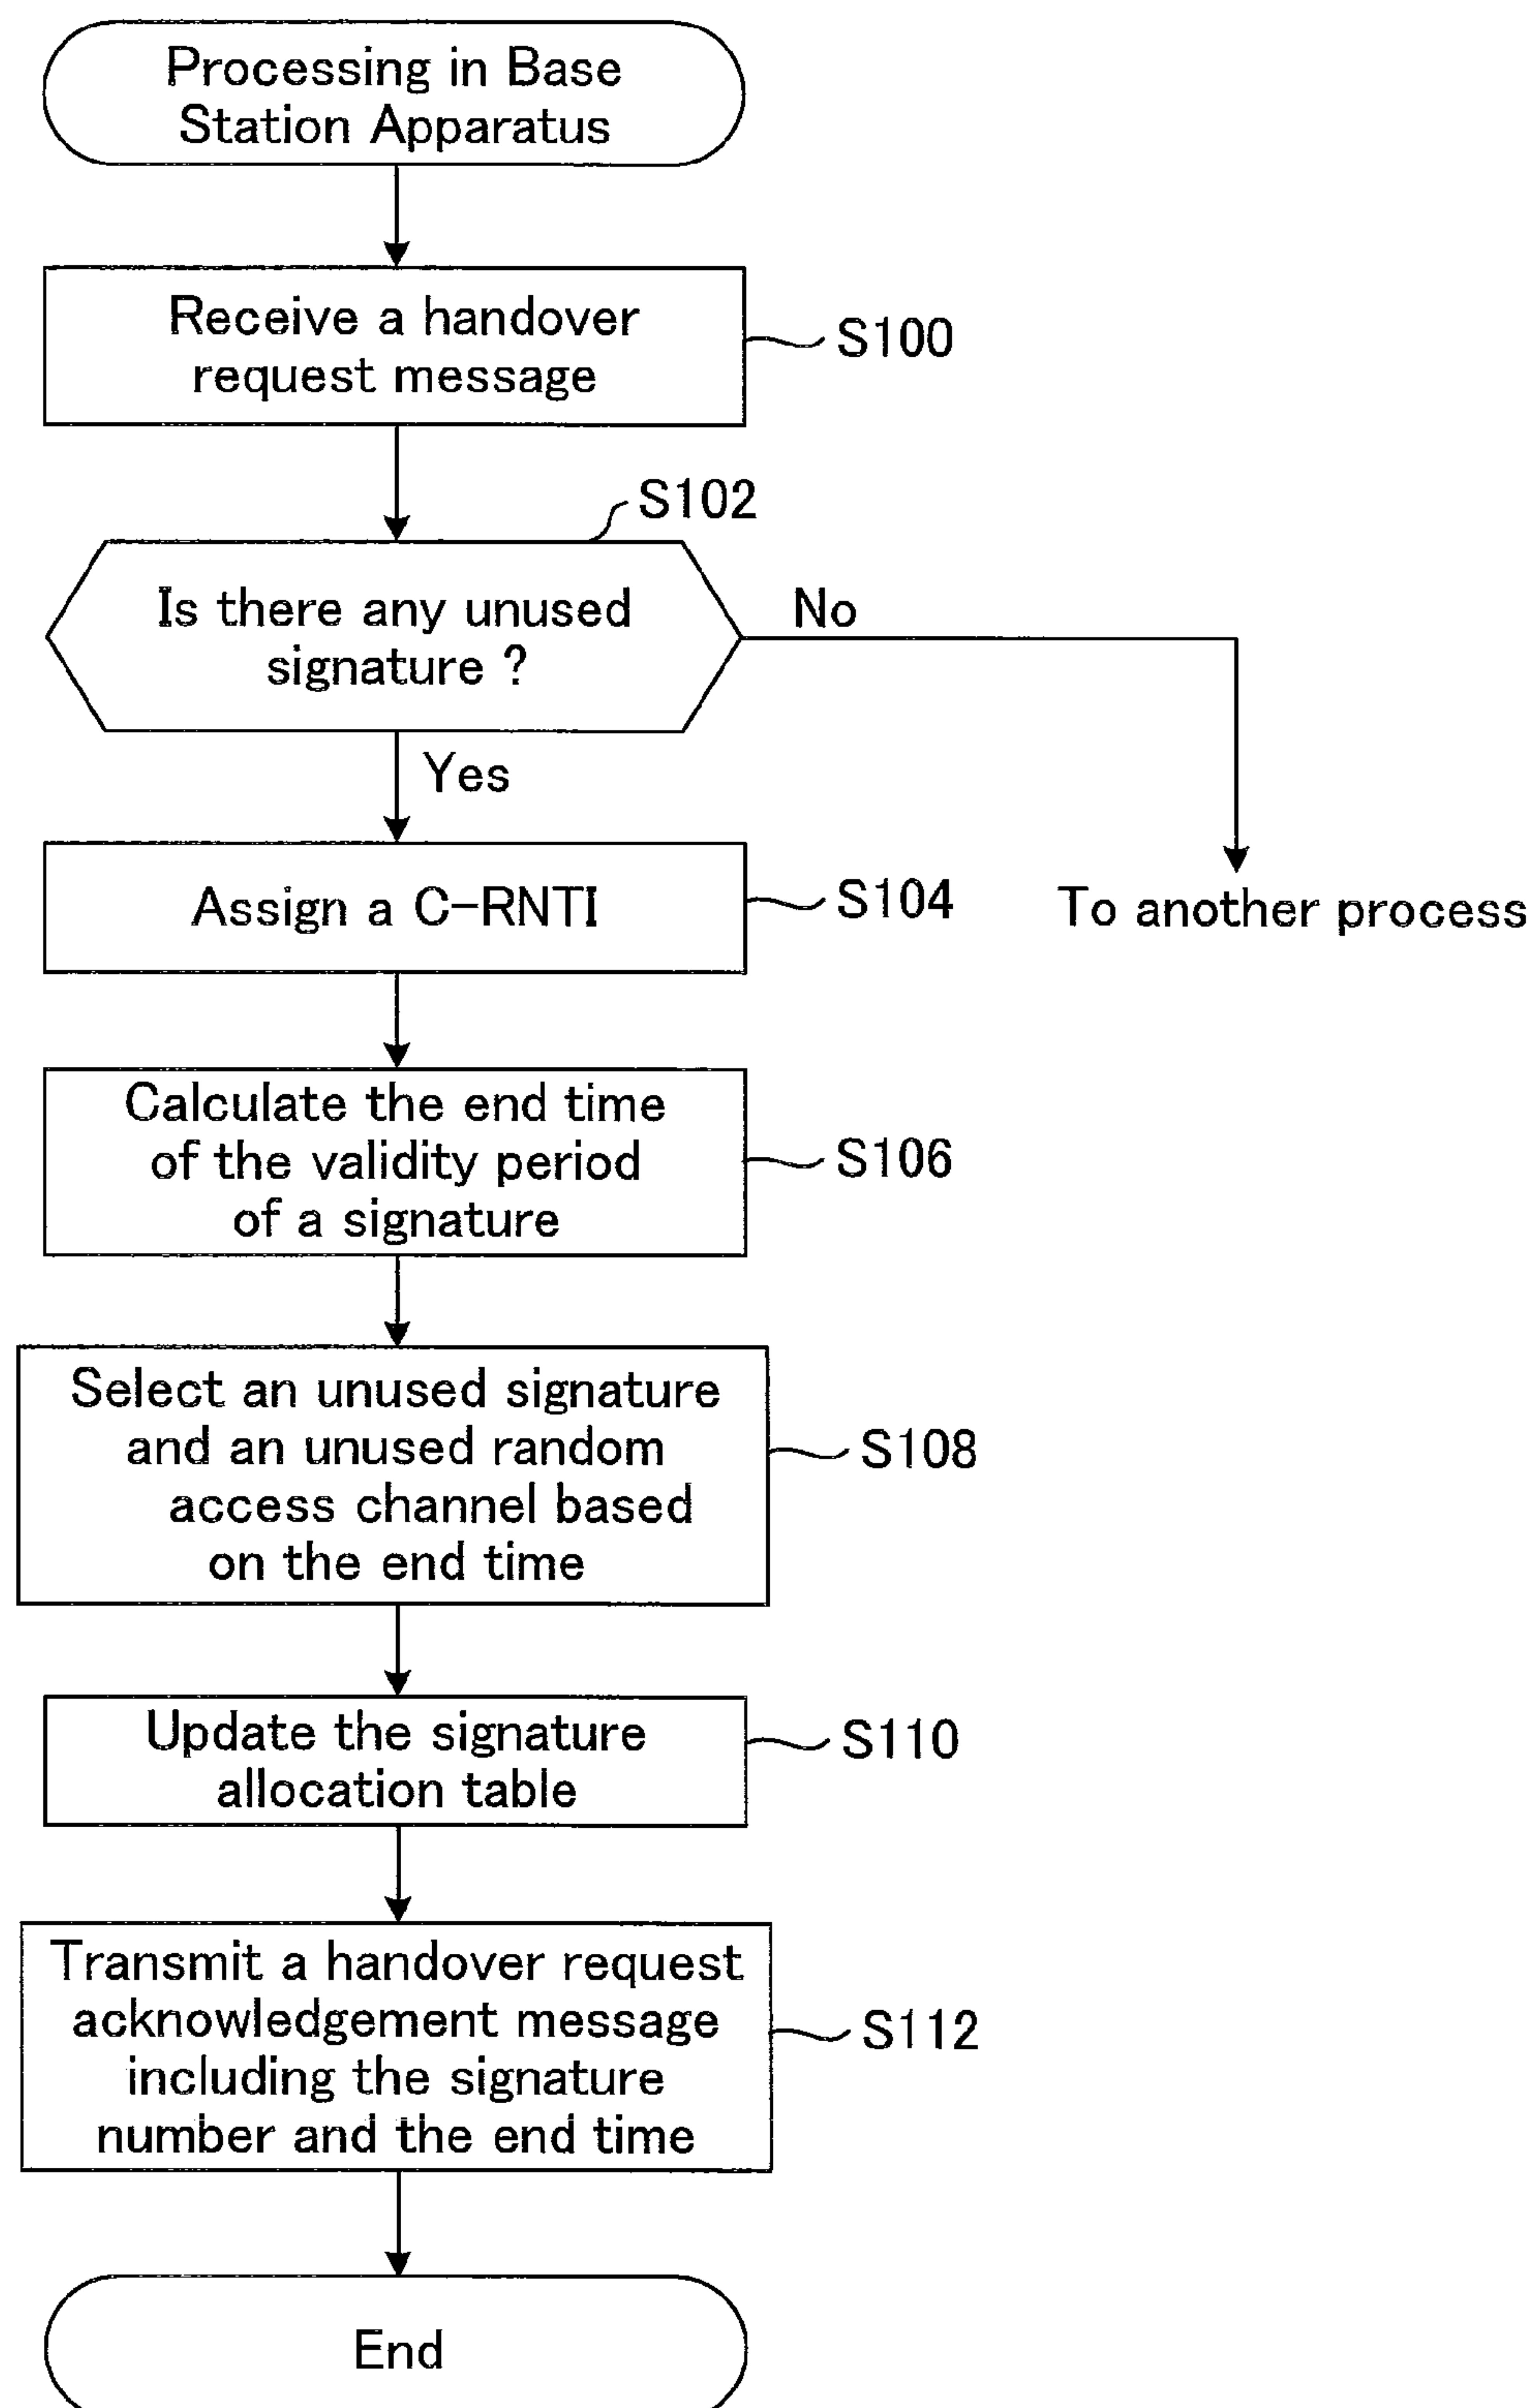 Processing in Base
Station Apparatus
Receive a handover
request message
S100
S102
Is there any unused
signature ?
No
Yes
Assign a C-RNTI
S104
To another process
Calculate the end time
of the validity period
of a signature
S106
Select an unused signature
and an unused random
access channel based
on the end time
S108
Update the signature
allocation table
S110
Transmit a handover request
acknowledgement message
including the signature
number and the end time
S112
End